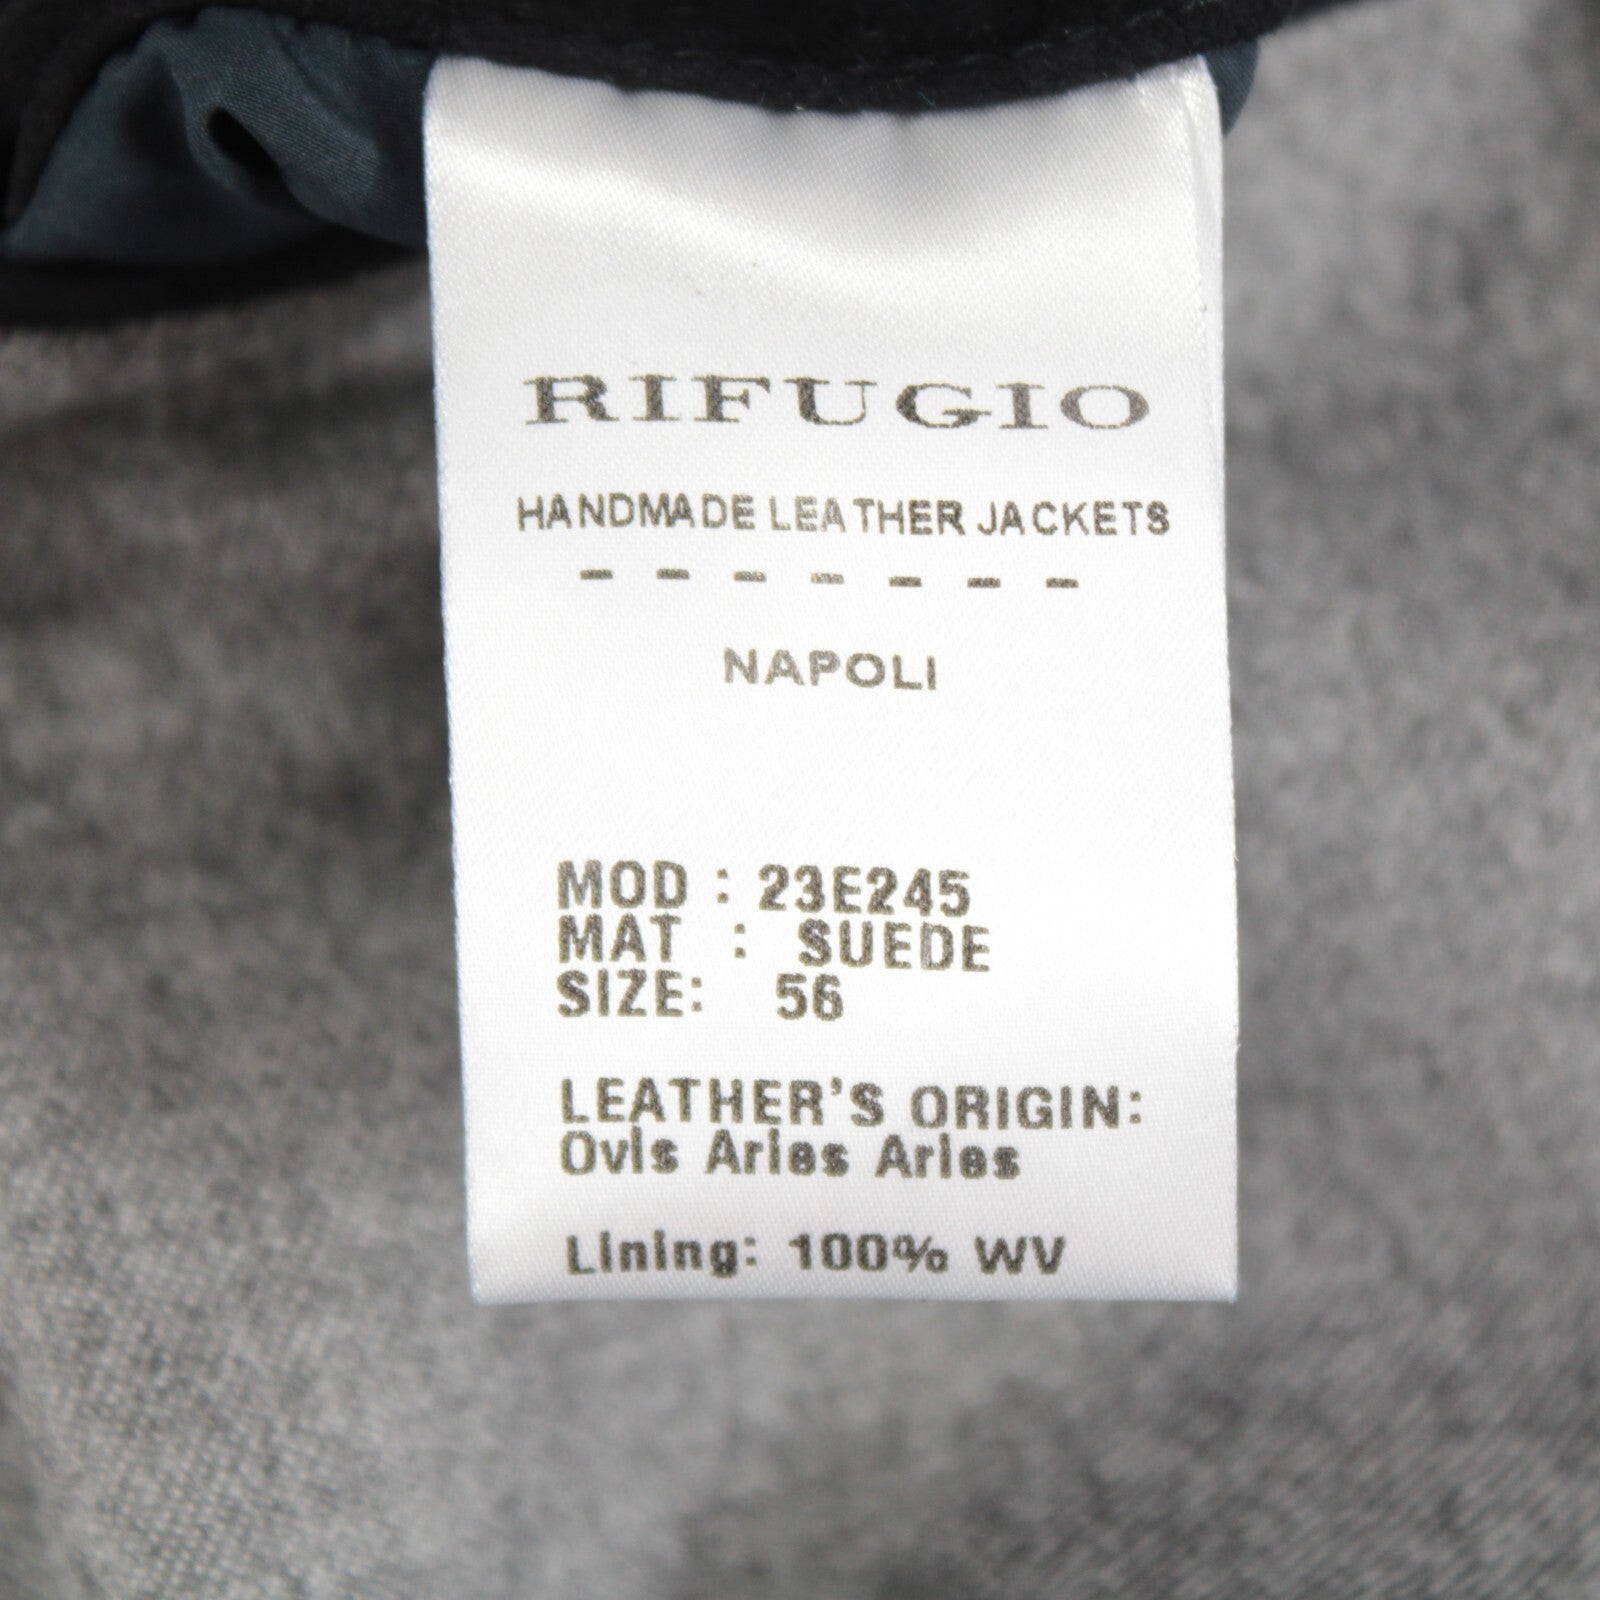 RIFUGIO
HANDMADE LEATHER JACKETS
- - - - - - -
NAPOLI
MOD : 23E245
MAT : SUEDE
SIZE: 56
LEATHER'S ORIGIN:
Ovis Aries Aries
Lining: 100% WV